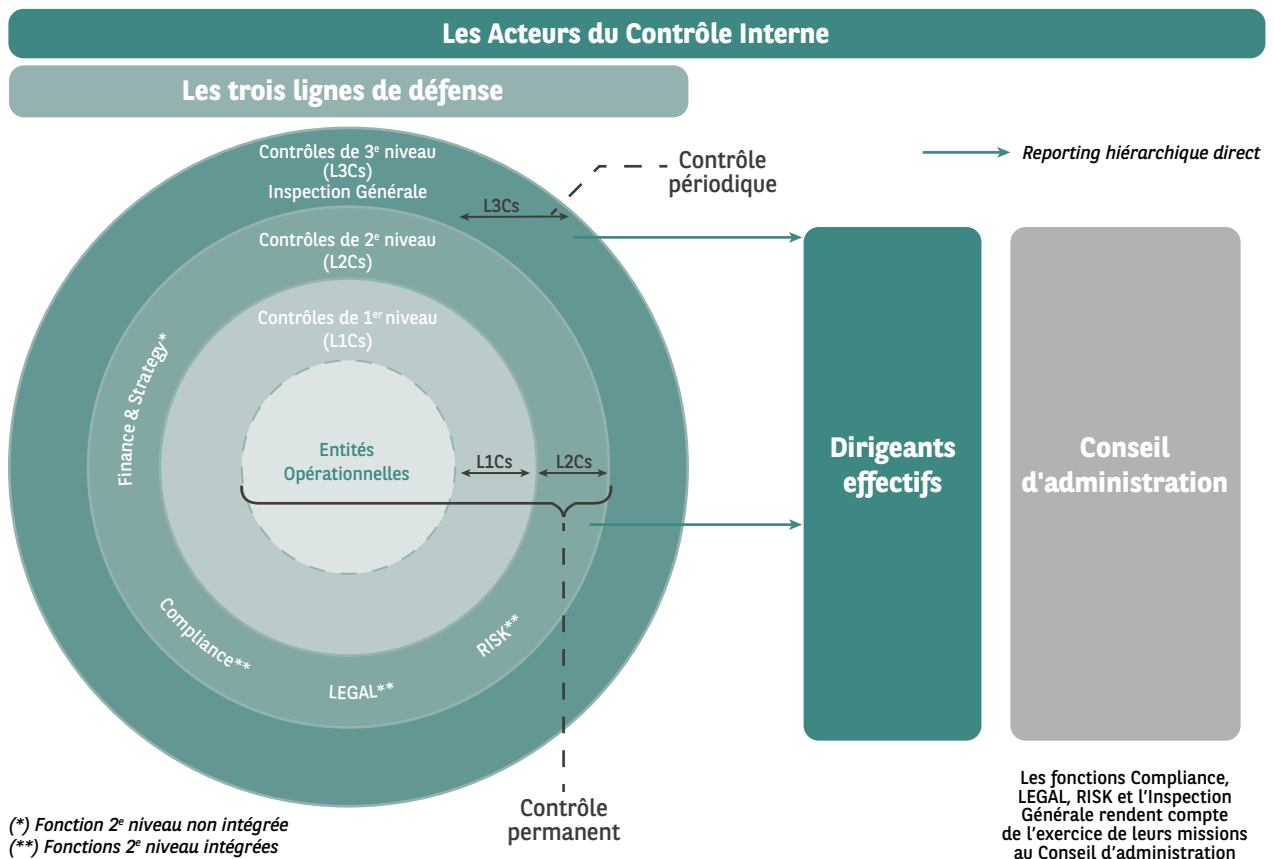 Les Acteurs du Contrôle Interne
Les trois lignes de défense
Contrôles de 3e niveau
(L3Cs)
Inspection Générale
L3Cs
Contrôle
périodique
Reporting hiérarchique direct
Contrôles de 2e niveau
(L2Cs)
Contrôles de 1er niveau
(L1Cs)
Finance & Strategy*
Entités
Opérationnelles
L1Cs
L2Cs
Dirigeants
effectifs
Conseil
d'administration
Compliance**
LEGAL**
RISK**
Contrôle
permanent
Les fonctions Compliance,
LEGAL, RISK et l'Inspection
Générale rendent compte
de l'exercice de leurs missions
au Conseil d'administration
(*) Fonction 2e niveau non intégrée
(**) Fonctions 2e niveau intégrées